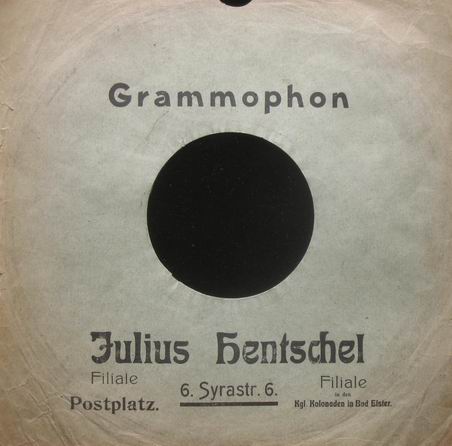 Grammophon
Julius Hentschel
Filiale
Postplatz.
6. Syrastr. 6.
Filiale
in den
Kgl. Kolonaden in Bad Elster.